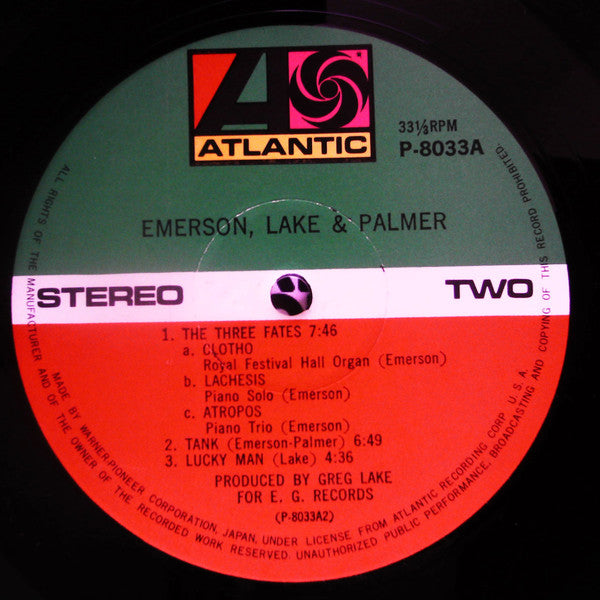 ATLANTIC
33⅓RPM
P-8033A
EMERSON, LAKE & PALMER
STEREO
TWO
1. THE THREE FATES 7:46
a. CLOTHO
Royal Festival Hall Organ (Emerson)
b. LACHESIS
Piano Solo (Emerson)
c. ATROPOS
Piano Trio (Emerson)
2. TANK (Emerson-Palmer) 6:49
3. LUCKY MAN (Lake) 4:36
PRODUCED BY GREG LAKE
FOR E. G. RECORDS
(P-8033A2)
MADE BY WARNER-PIONEER CORPORATION, JAPAN, UNDER LICENSE FROM ATLANTIC RECORDING CORP. U. S. A.
ALL RIGHTS OF THE MANUFACTURER AND OF THE OWNER OF THE RECORDED WORK RESERVED. UNAUTHORIZED PUBLIC PERFORMANCE, BROADCASTING AND COPYING OF THIS RECORD PROHIBITED.